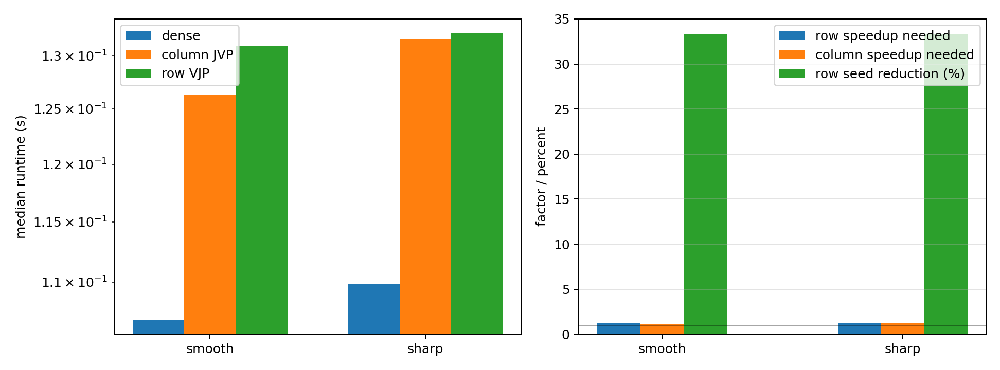 median runtime (s)
1.3 × 10⁻¹
1.25 × 10⁻¹
1.2 × 10⁻¹
1.15 × 10⁻¹
1.1 × 10⁻¹
dense
column JVP
row VJP
smooth
sharp
factor / percent
35
30
25
20
15
10
5
0
row speedup needed
column speedup needed
row seed reduction (%)
smooth
sharp